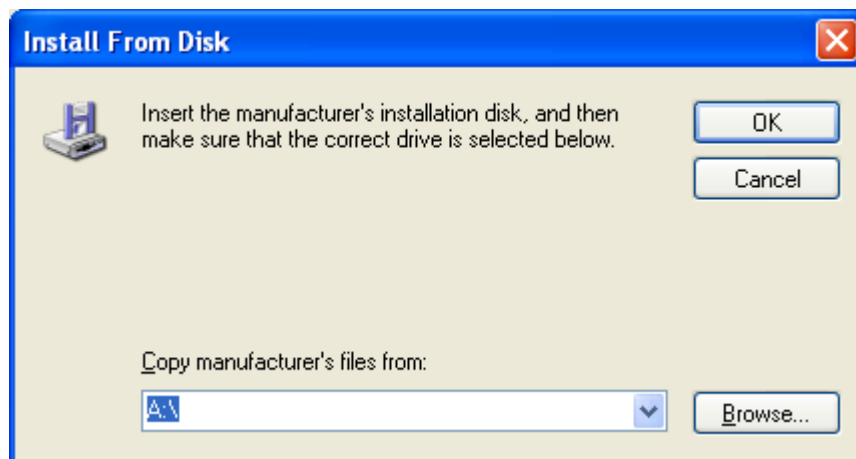 Install From Disk
Insert the manufacturer's installation disk, and then
make sure that the correct drive is selected below.
OK
Cancel
Copy manufacturer's files from:
A:\
Browse...